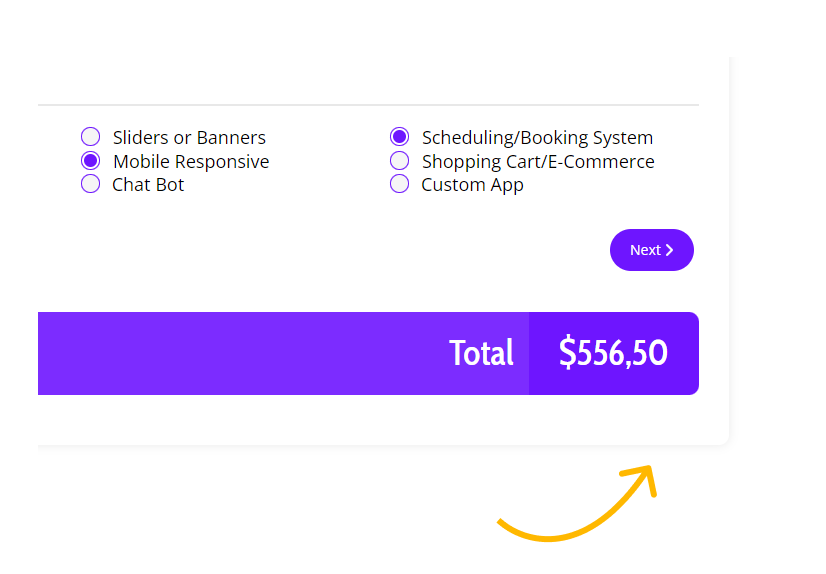 Sliders or Banners
Mobile Responsive
Chat Bot
Scheduling/Booking System
Shopping Cart/E-Commerce
Custom App
Next
Total $556,50